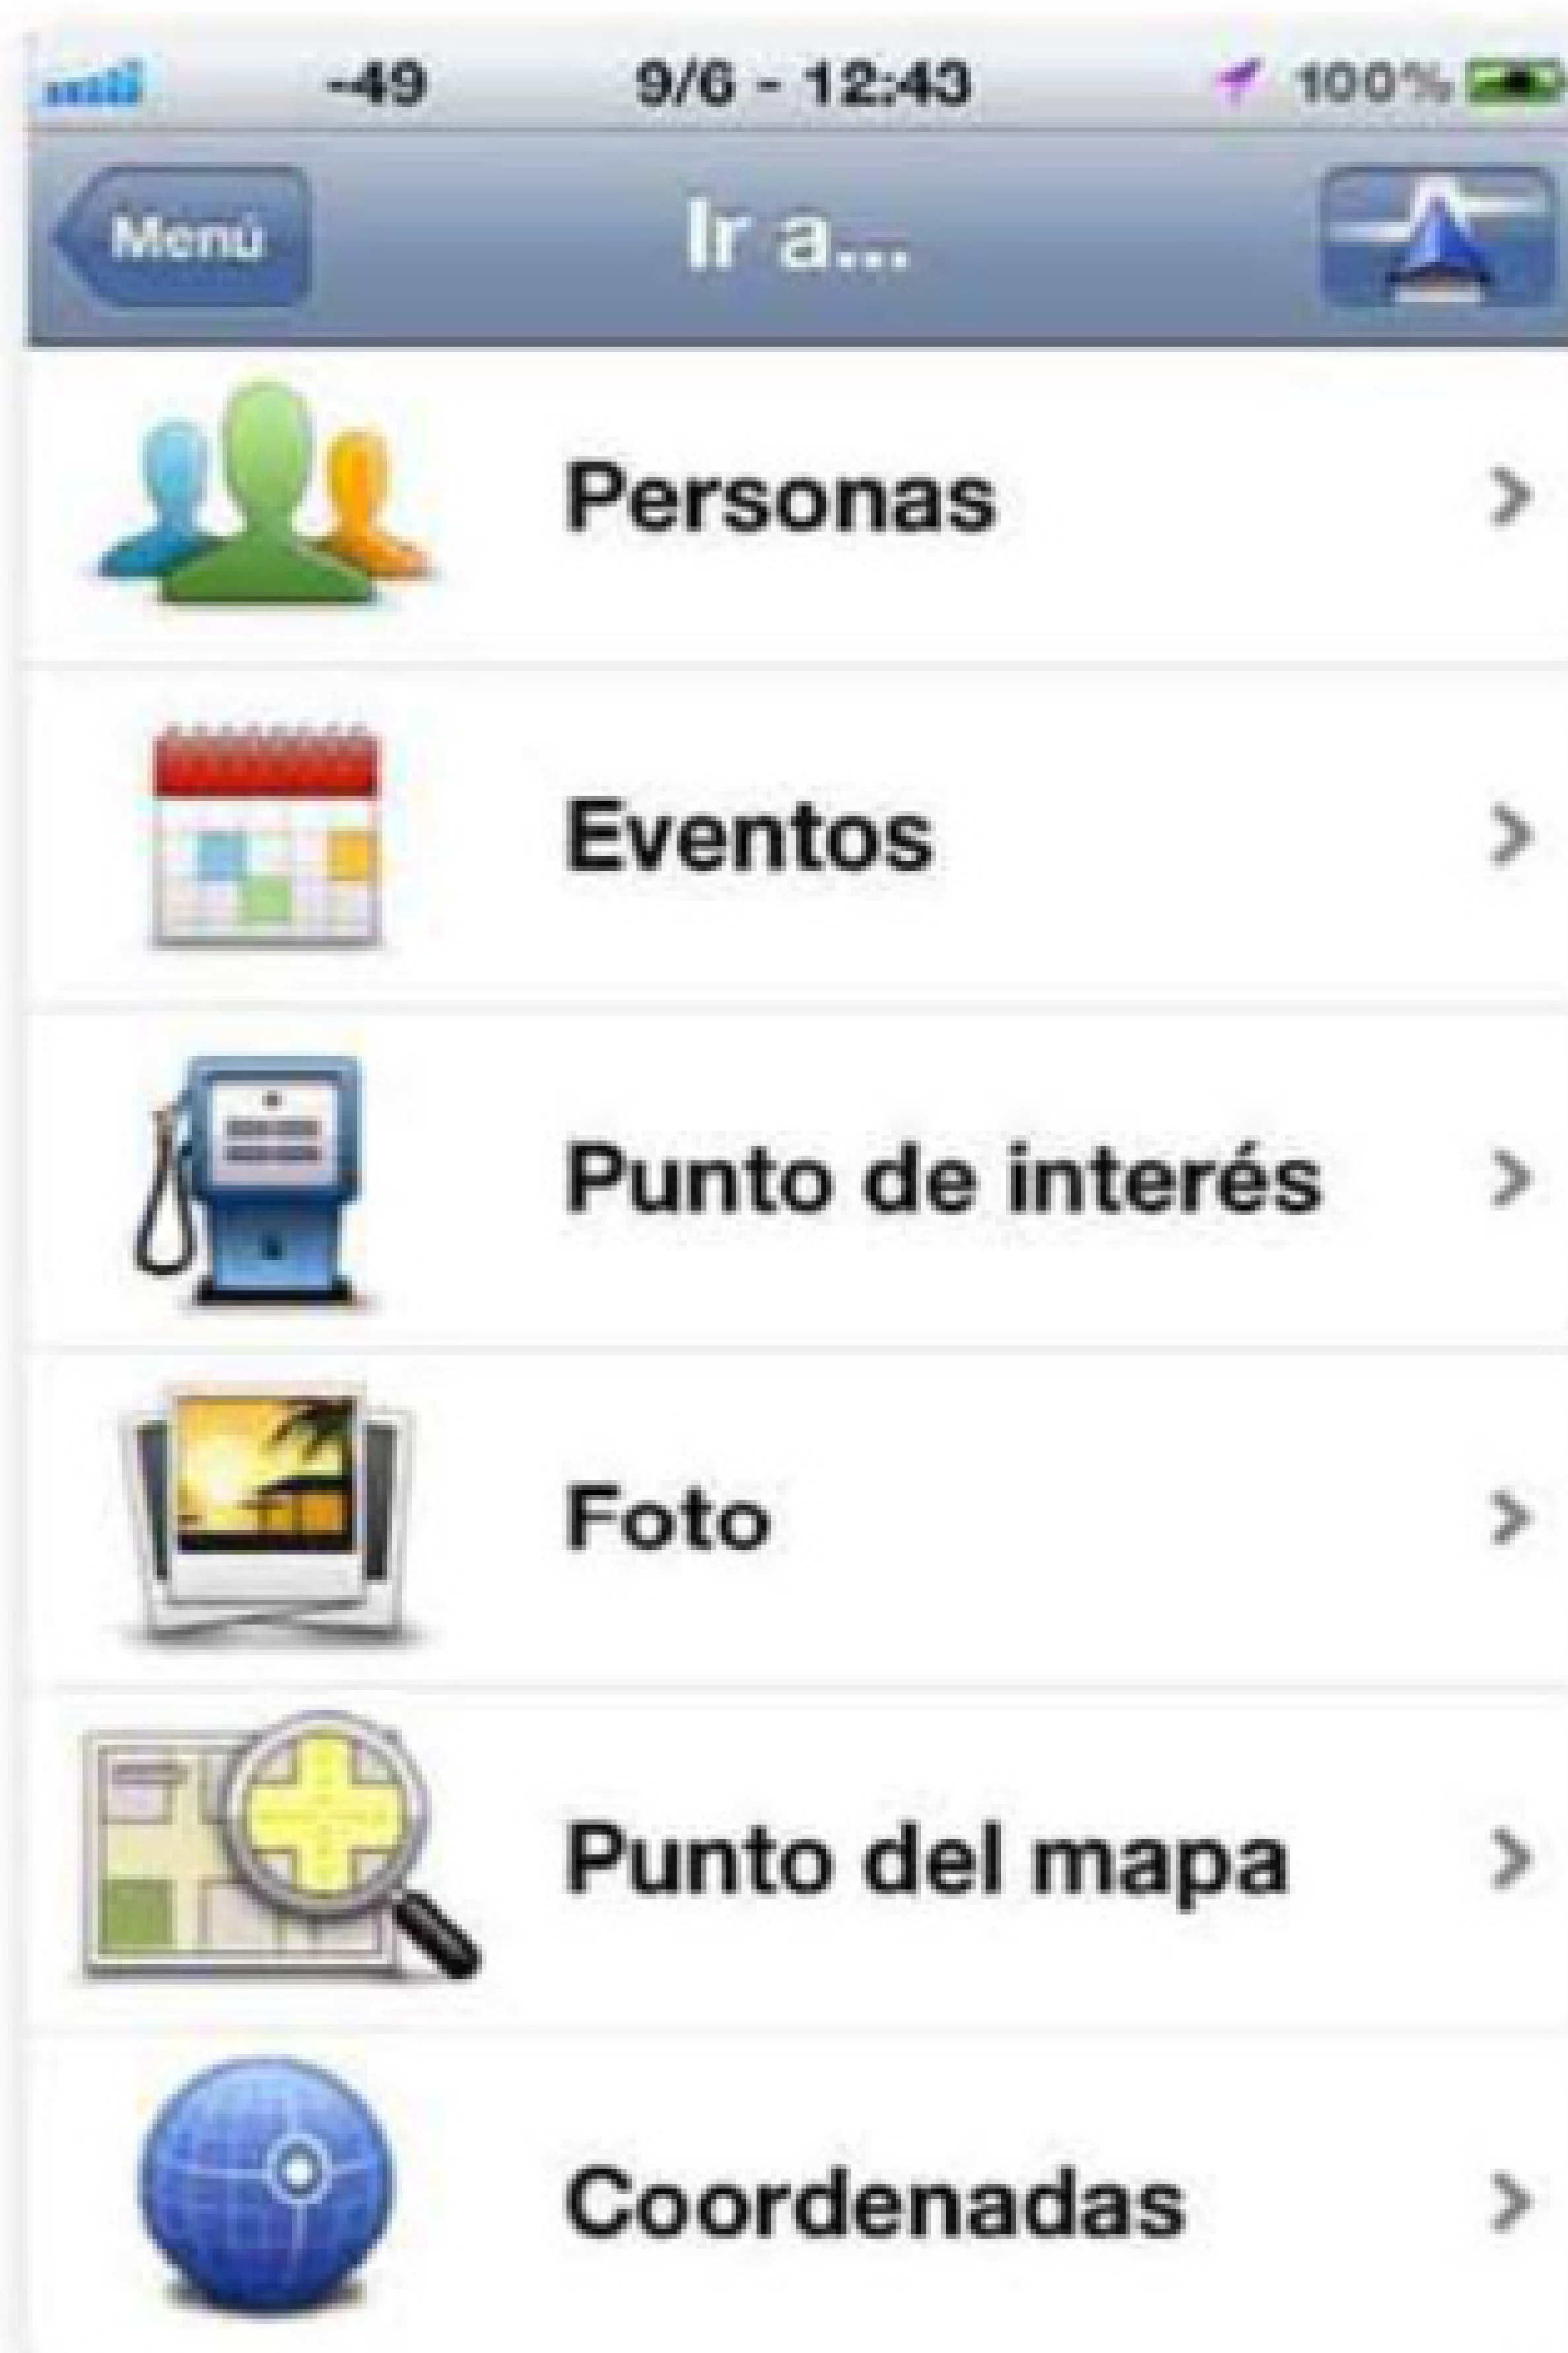 -49 9/6 - 12:43 100%
Menú Ir a...
Personas
Eventos
Punto de interés
Foto
Punto del mapa
Coordenadas